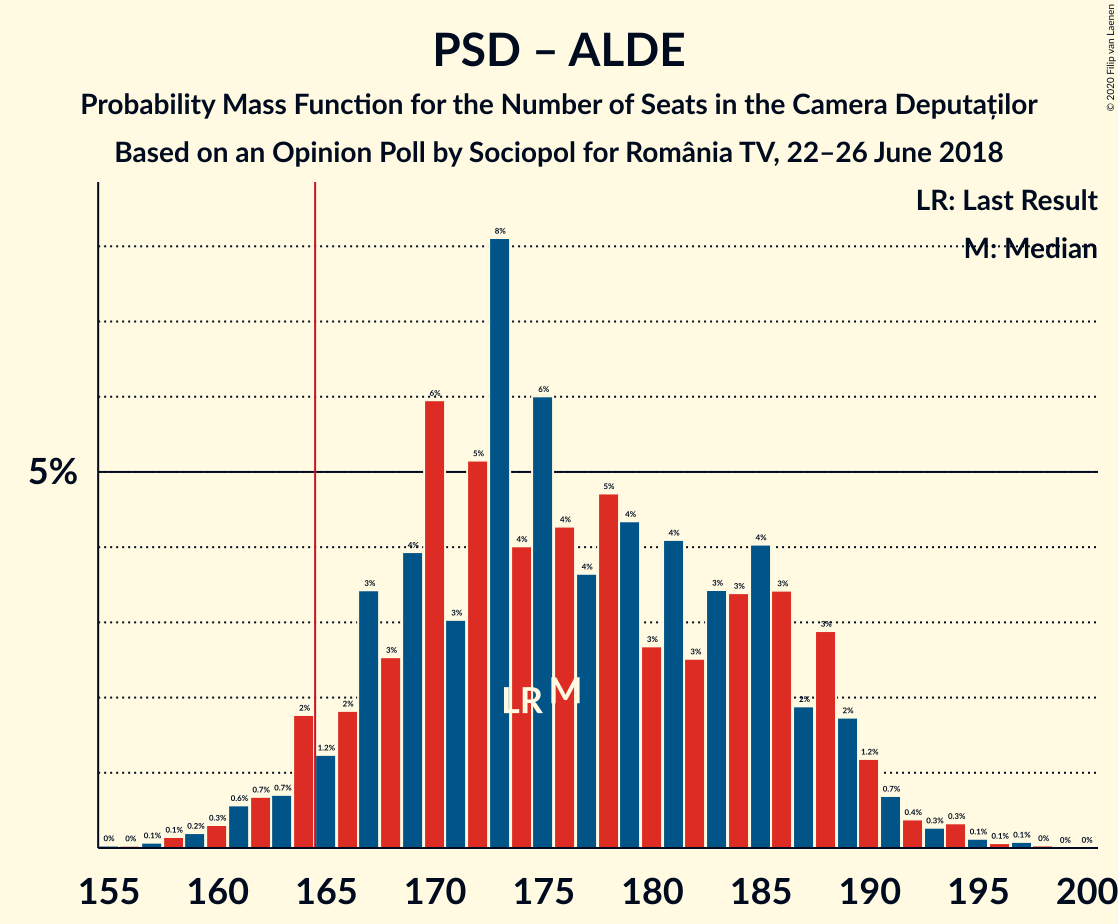 © 2020 Filip van Laenen
PSD – ALDE
Probability Mass Function for the Number of Seats in the Camera Deputaților
Based on an Opinion Poll by Sociopol for România TV, 22–26 June 2018
LR: Last Result
M: Median
5%
0% 0% 0.1% 0.1% 0.2% 0.3% 0.6% 0.7% 0.7% 2% 1.2% 2% 3% 3% 4% 6% 3% 5% 8% 4% 6% 4% 4% 5% 4% 3% 4% 3% 3% 3% 4% 3% 2% 3% 2% 1.2% 0.7% 0.4% 0.3% 0.3% 0.1% 0.1% 0.1% 0% 0% 0%
LR M
155 160 165 170 175 180 185 190 195 200